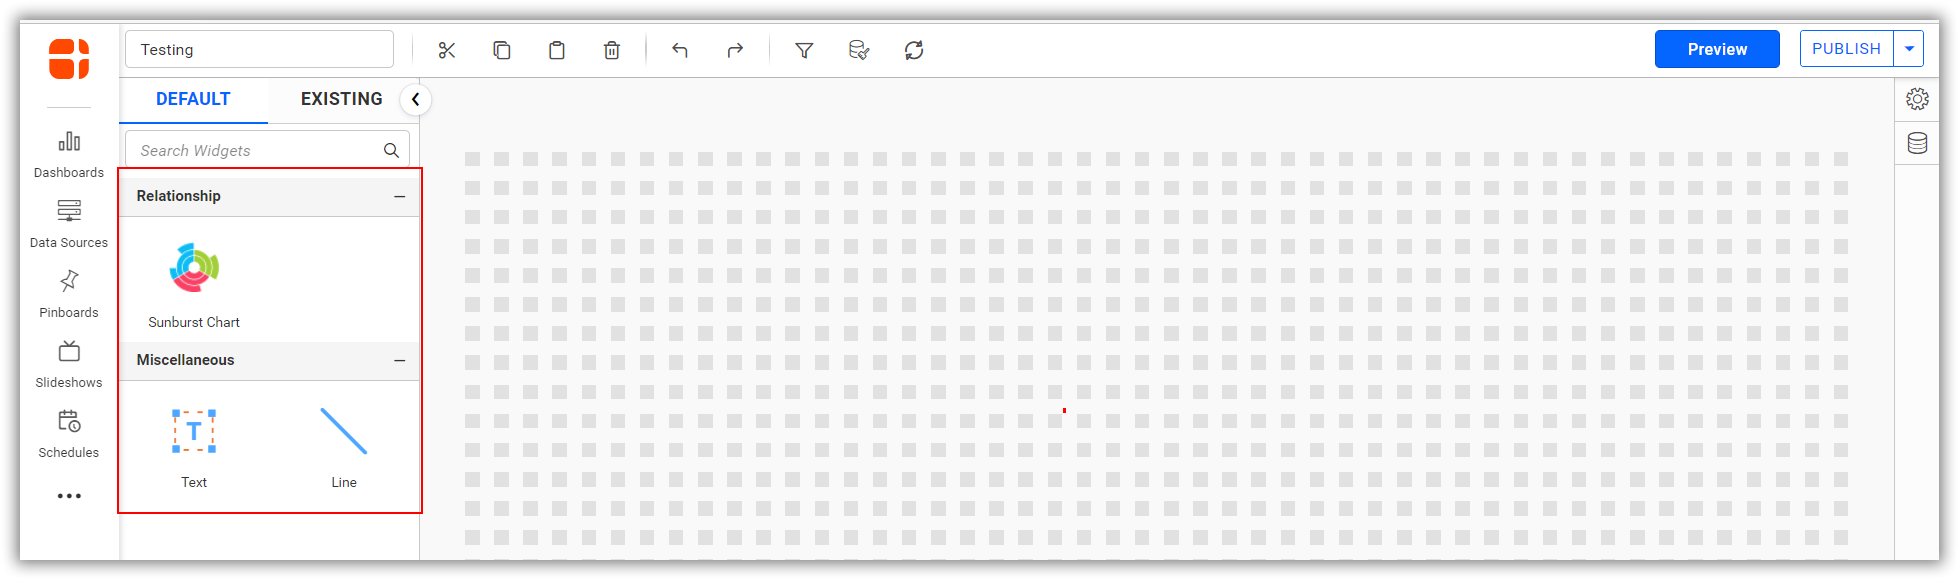 Testing
Preview
PUBLISH
DEFAULT
EXISTING
Search Widgets
Dashboards
Data Sources
Pinboards
Slideshows
Schedules
Relationship
Sunburst Chart
Miscellaneous
T
Text
Line